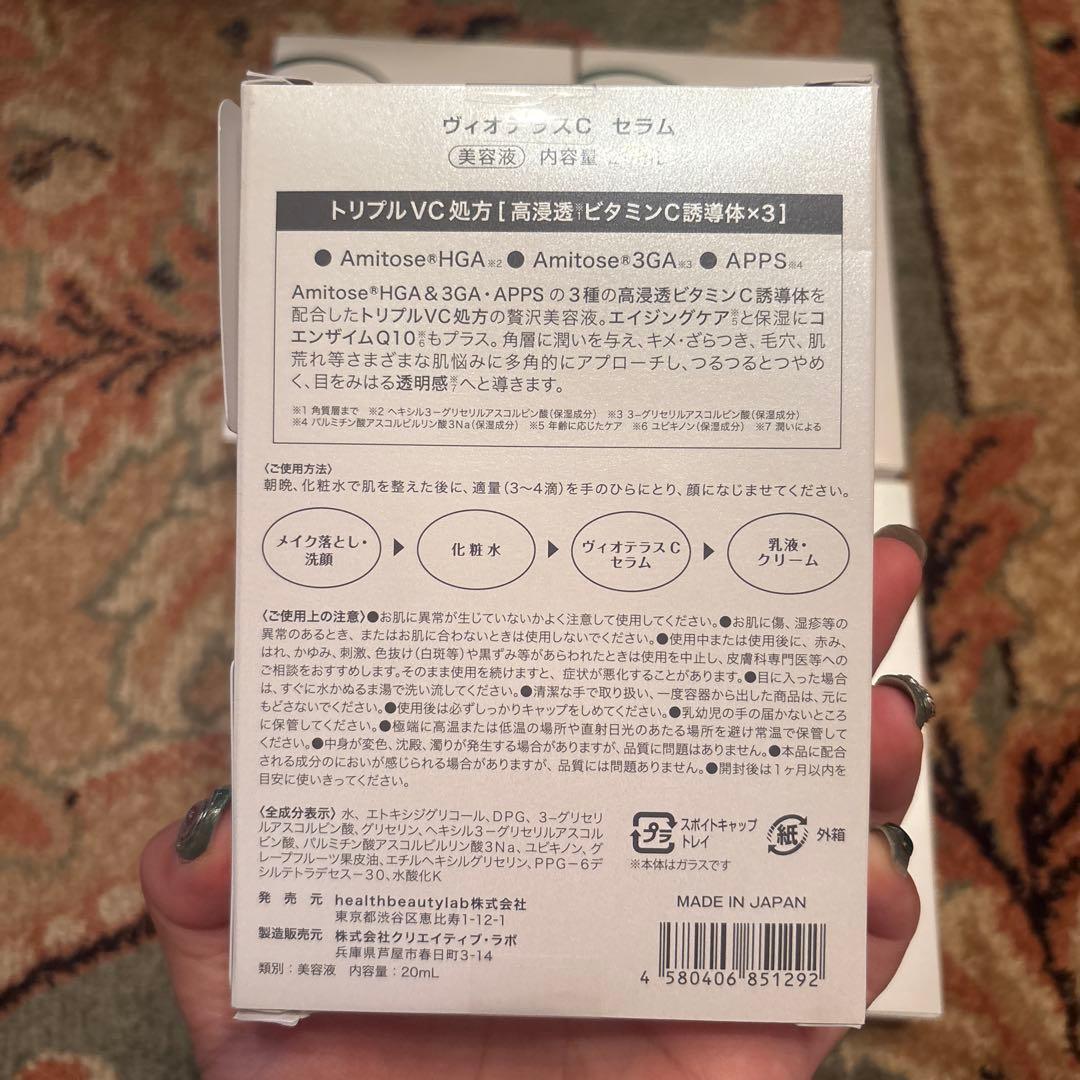 ヴィオテラスC セラム
美容液 内容量
トリプルVC処方[高浸透※1ビタミンC誘導体×3]
● Amitose®HGA※2 ● Amitose®3GA※3 ● APPS※4
Amitose®HGA&3GA・APPSの3種の高浸透ビタミンC誘導体を
配合したトリプルVC処方の贅沢美容液。エイジングケア※5と保湿にコ
エンザイムQ10※6もプラス。角層に潤いを与え、キメ・ざらつき、毛穴、肌
荒れ等さまざまな肌悩みに多角的にアプローチし、つるつるとつやめ
く、目をみはる透明感※7へと導きます。
※1 角質層まで ※2 ヘキシル3-グリセリルアスコルビン酸(保湿成分) ※3 3-グリセリルアスコルビン酸(保湿成分)
※4 パルミチン酸アスコルビルリン酸3Na(保湿成分) ※5 年齢に応じたケア ※6 ユビキノン(保湿成分) ※7 潤いによる
〈ご使用方法〉
朝晩、化粧水で肌を整えた後に、適量(3〜4滴)を手のひらにとり、顔になじませてください。
メイク落とし・
洗顔
▶
化粧水
▶
ヴィオテラスC
セラム
▶
乳液・
クリーム
〈ご使用上の注意〉●お肌に異常が生じていないかよく注意して使用してください。●お肌に傷、湿疹等の
異常のあるとき、またはお肌に合わないときは使用しないでください。●使用中または使用後に、赤み、
はれ、かゆみ、刺激、色抜け(白斑等)や黒ずみ等があらわれたときは使用を中止し、皮膚科専門医等への
ご相談をおすすめします。そのまま使用を続けますと、症状が悪化することがあります。●目に入った場合
は、すぐに水かぬるま湯で洗い流してください。●清潔な手で取り扱い、一度容器から出した商品は、元に
もどさないでください。●使用後は必ずしっかりキャップをしめてください。●乳幼児の手の届かないところ
に保管してください。●極端に高温または低温の場所や直射日光のあたる場所を避け常温で保管して
ください。●中身が変色、沈殿、濁りが発生する場合がありますが、品質に問題はありません。●本品に配合
される成分のにおいが感じられる場合がありますが、品質には問題ありません。●開封後は1ヶ月以内を
目安に使いきってください。
〈全成分表示〉水、エトキシジグリコール、DPG、3-グリセリ
ルアスコルビン酸、グリセリン、ヘキシル3-グリセリルアスコル
ビン酸、パルミチン酸アスコルビルリン酸3Na、ユビキノン、グ
レープフルーツ果皮油、エチルヘキシルグリセリン、PPG-6デ
シルテトラデセス-30、水酸化K
プラ
スポイトキャップ
トレイ
紙
外箱
※本体はガラスです
発売元 healthbeautylab株式会社
東京都渋谷区恵比寿1-12-1
製造販売元 株式会社クリエイティブ・ラボ
兵庫県芦屋市春日町3-14
類別:美容液 内容量:20mL
MADE IN JAPAN
4 580406 851292